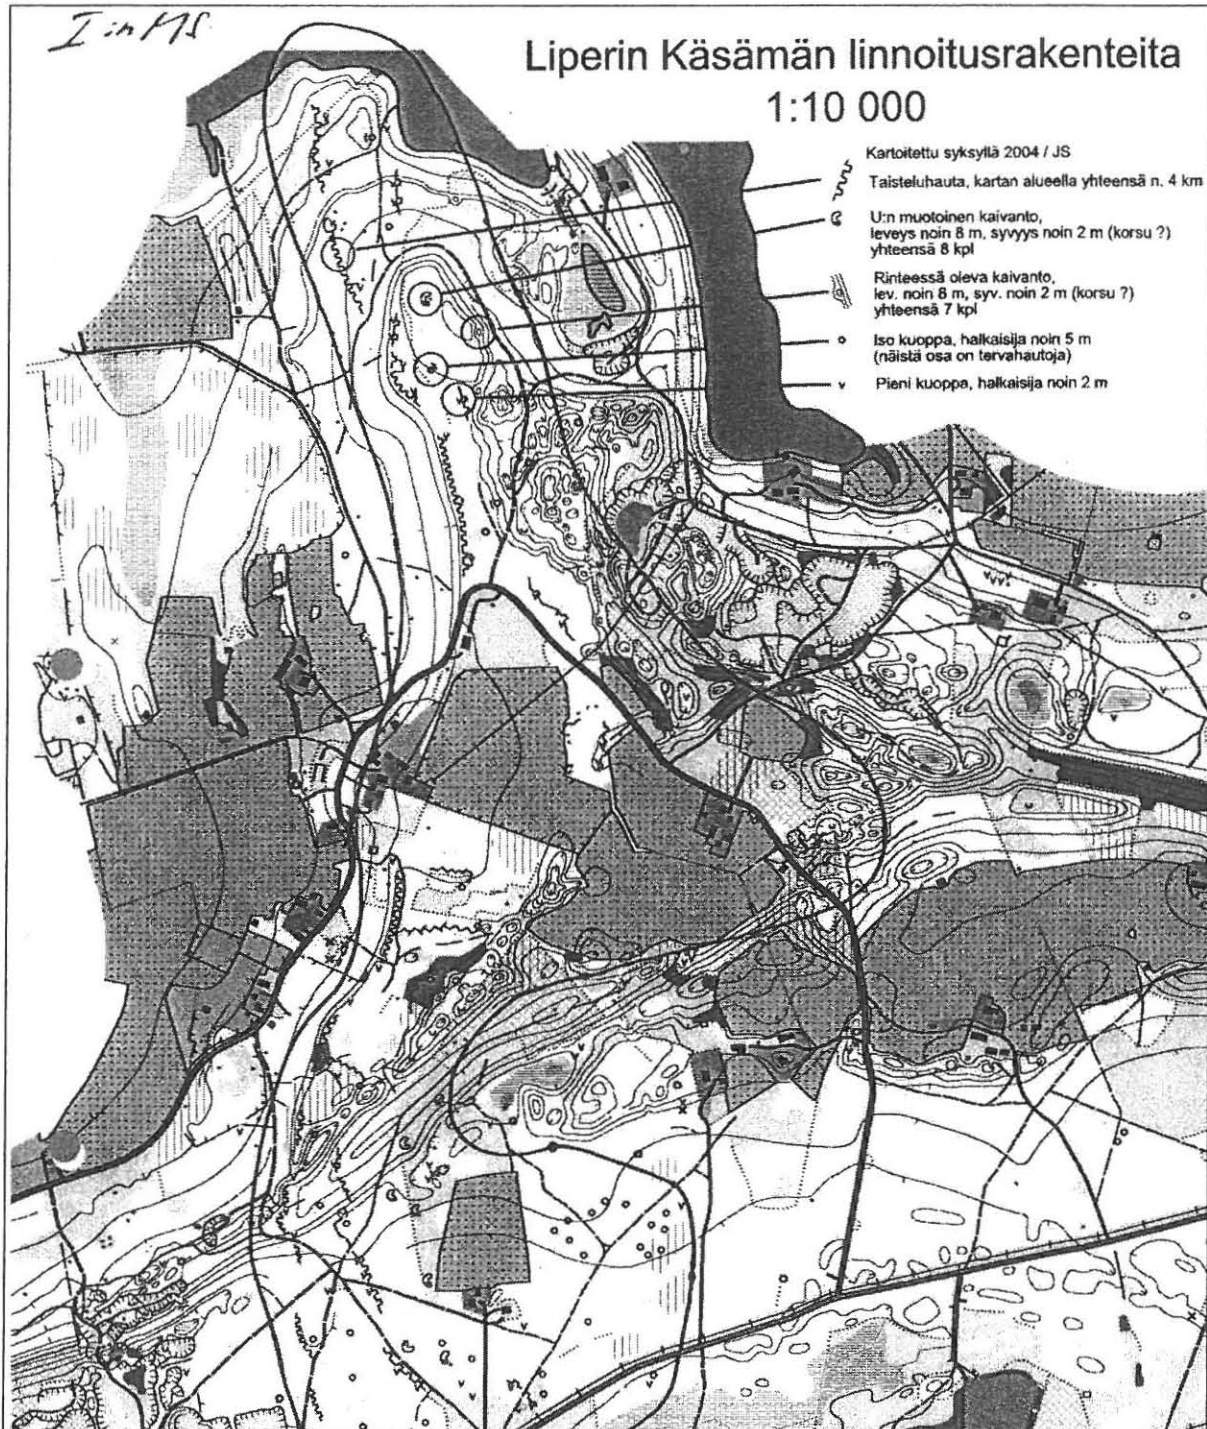 Liperin Käsämän linnoitusrakenteita
1:10 000
Kartoitettu syksyllä 2004 / JS
Taisteluhauta, kartan alueella yhteensä n. 4 km
U:n muotoinen kaivanto,
leveys noin 8 m, syvyys noin 2 m (korsu ?)
yhteensä 8 kpl
Rinteessä oleva kaivanto,
lev. noin 8 m, syv. noin 2 m (korsu ?)
yhteensä 7 kpl
Iso kuoppa, halkaisija noin 5 m
(näistä osa on tervahautoja)
Pieni kuoppa, halkaisija noin 2 m